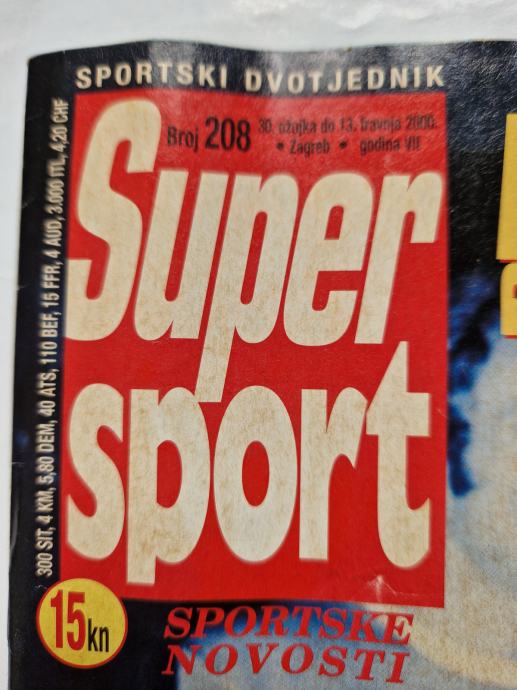 SPORTSKI DVOTJEDNIK
Broj 208
30. ožujka do 13. travnja 2000.
• Zagreb • godina VII
Super
sport
300 SIT, 4 KM, 5,80 DEM, 40 ATS, 110 BEF, 15 FFR, 4 AUD, 3.000 ITL, 4,20 CHF
15kn
SPORTSKE
NOVOSTI